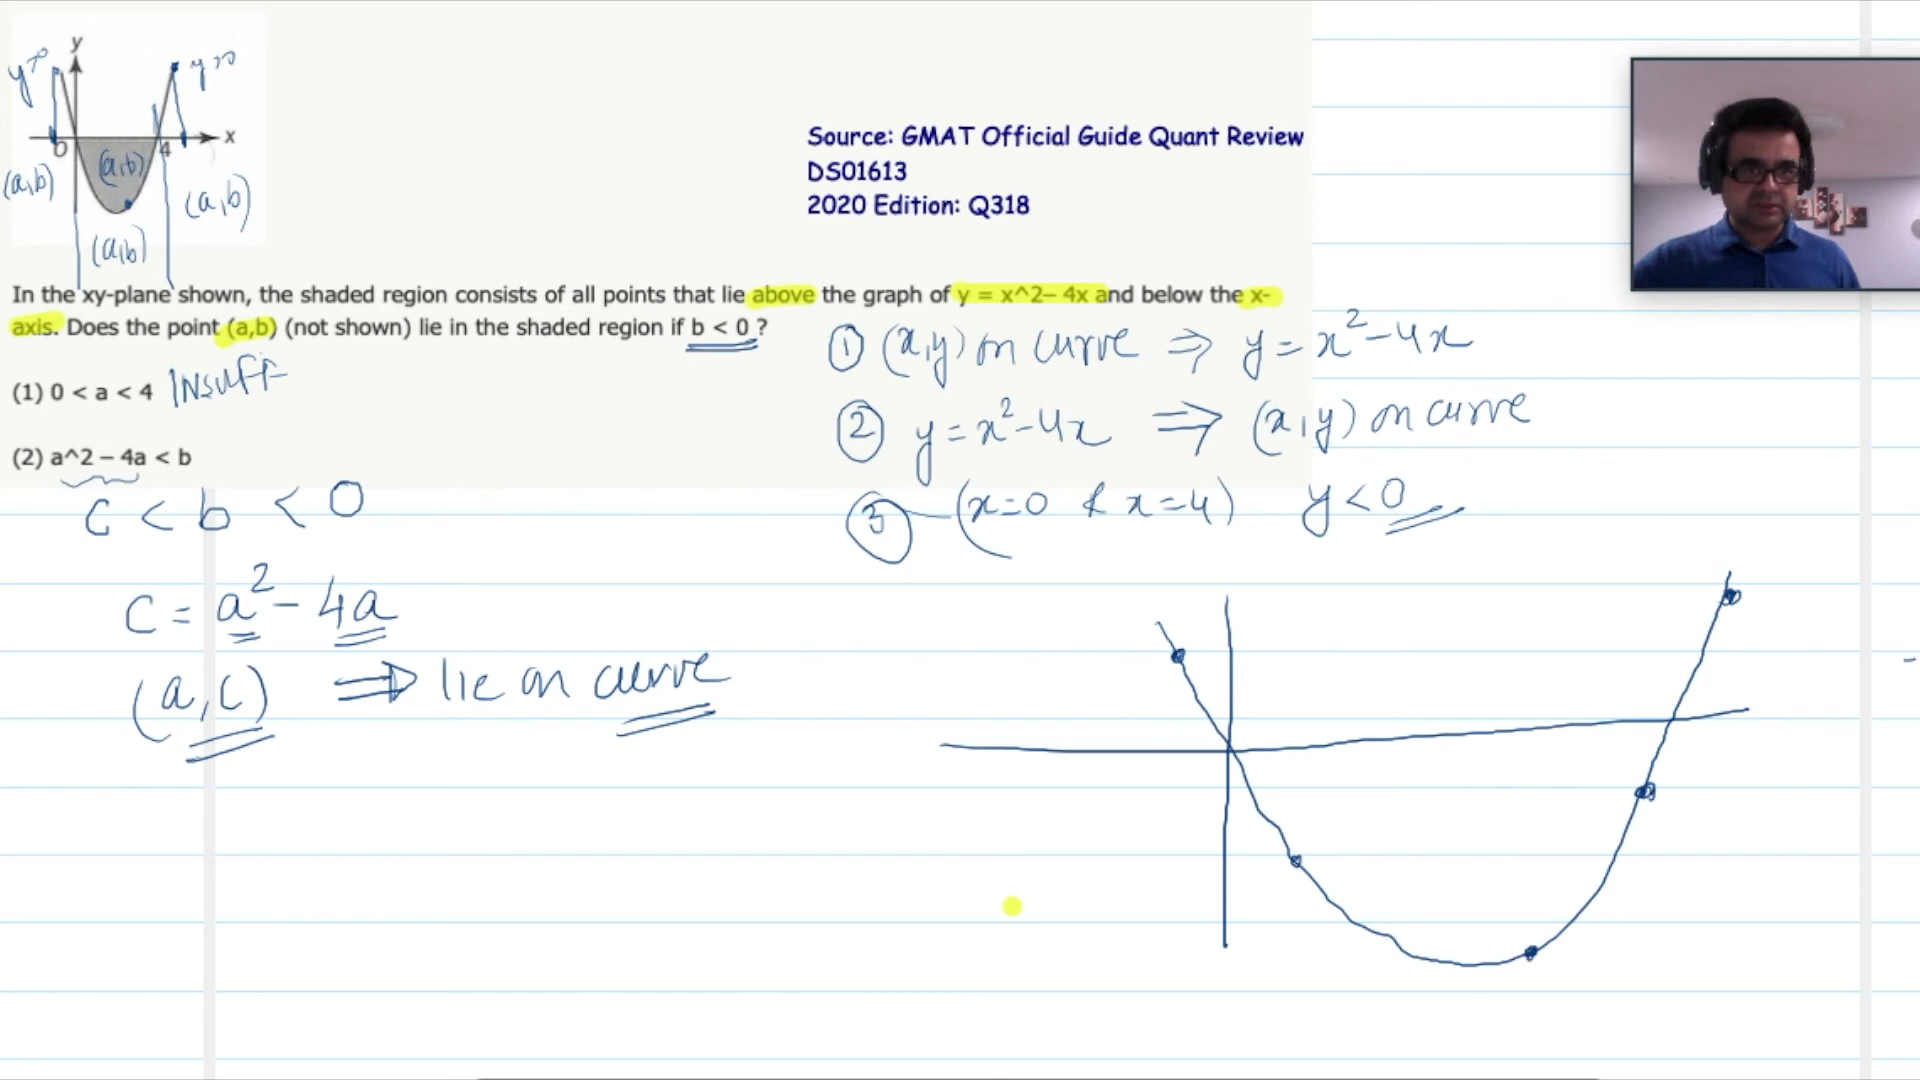 y
y>0
y>0
x
0
4
(a,b)
(a,b)
(a,b)
(a,b)
Source: GMAT Official Guide Quant Review
DS01613
2020 Edition: Q318
In the xy-plane shown, the shaded region consists of all points that lie above the graph of y = x^2– 4x and below the x-
axis. Does the point (a,b) (not shown) lie in the shaded region if b < 0 ?
(1) 0 < a < 4 INSUFF
(2) a^2 – 4a < b
c < b < 0
c = a² - 4a
(a,c) ⇒ lie on curve
① (x,y) on curve ⇒ y = x² - 4x
② y = x² - 4x ⇒ (x,y) on curve
③ (x=0 & x=4) y<0